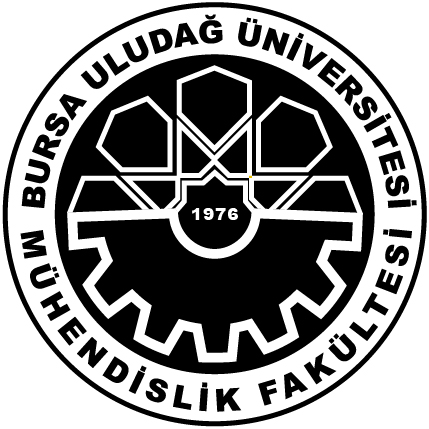 BURSA ULUDAĞ ÜNİVERSİTESİ
1976
MÜHENDİSLİK FAKÜLTESİ